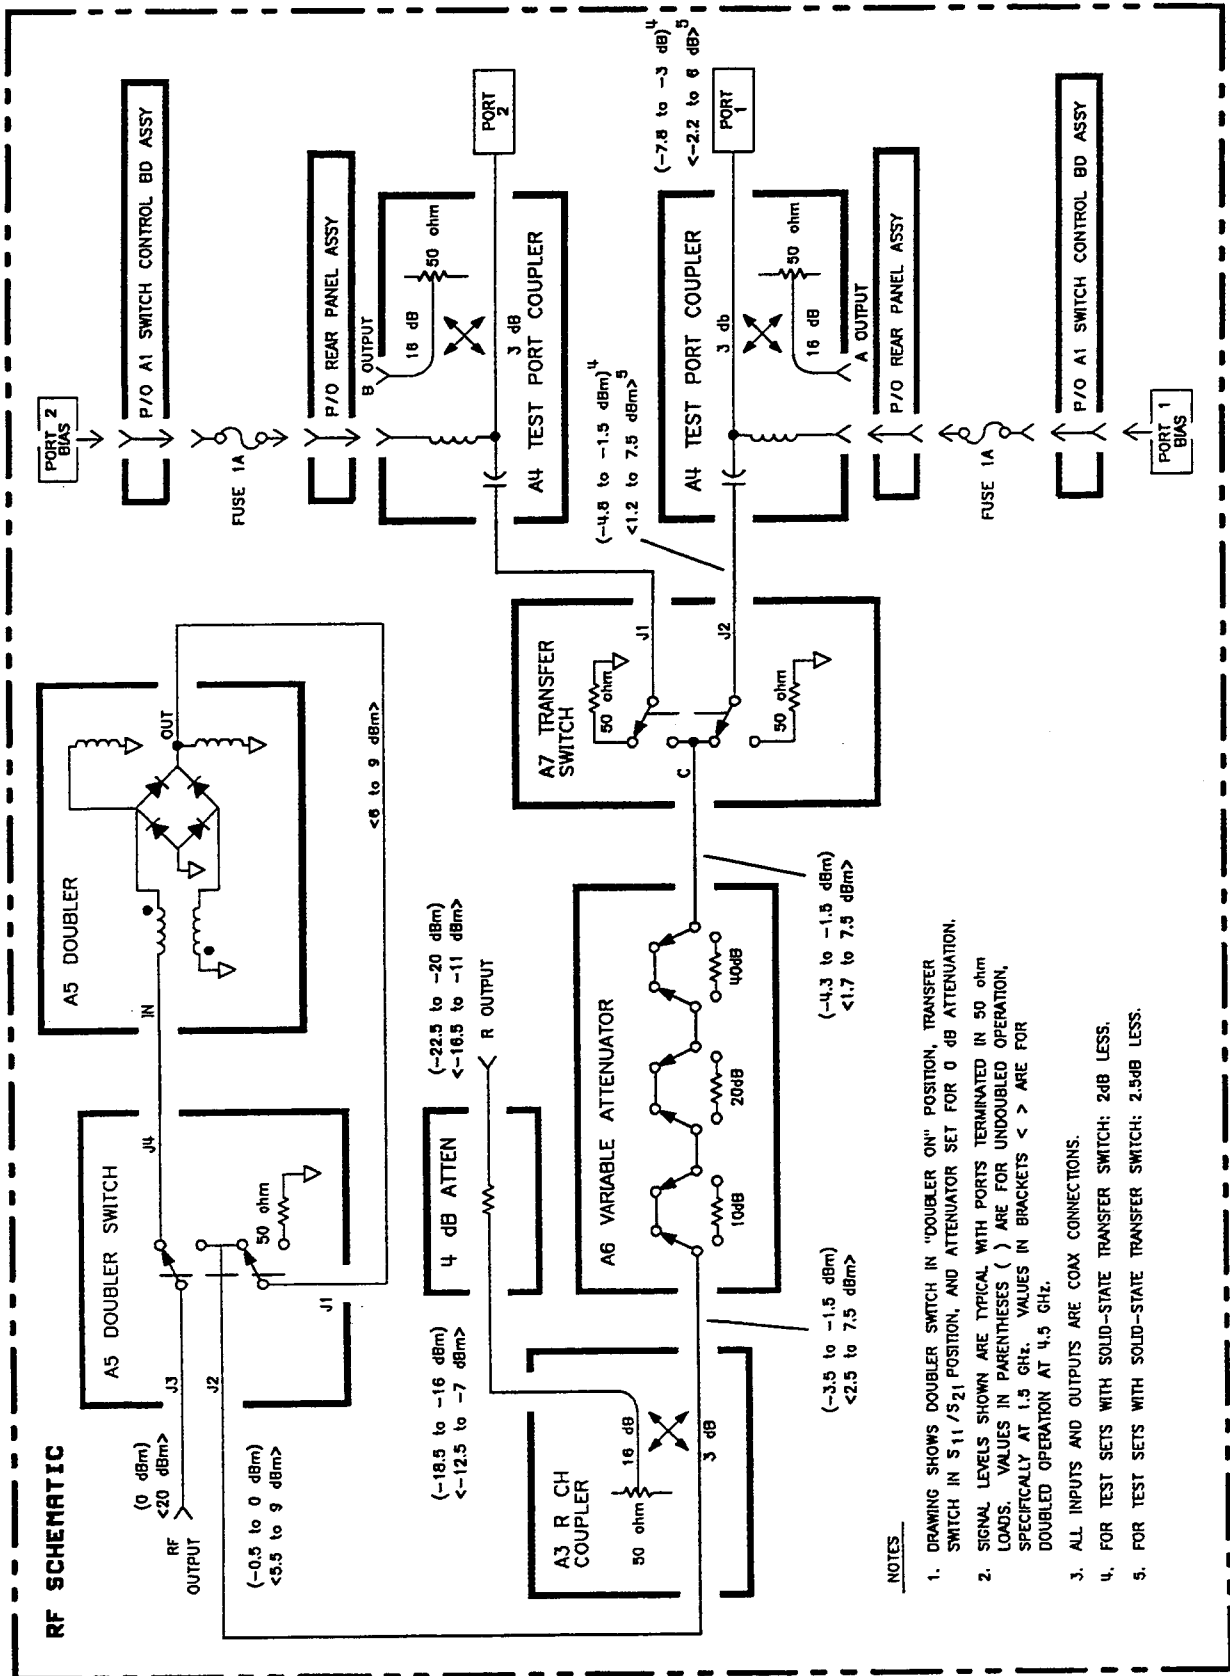 RF SCHEMATIC
(0 dBm)
<20 dBm>
RF
OUTPUT
J3
J2
(-0.5 to 0 dBm)
<5.5 to 9 dBm>
A5 DOUBLER SWITCH
J4
50 ohm
J1
A5 DOUBLER
IN
OUT
<6 to 9 dBm>
(-18.5 to -16 dBm)
<-12.5 to -7 dBm>
4 dB ATTEN
(-22.5 to -20 dBm)
<-16.5 to -11 dBm>
R OUTPUT
A3 R CH
COUPLER
50 ohm
16 dB
3 dB
(-3.5 to -1.5 dBm)
<2.5 to 7.5 dBm>
A6 VARIABLE ATTENUATOR
10dB
20dB
40dB
(-4.3 to -1.5 dBm)
<1.7 to 7.5 dBm>
A7 TRANSFER
SWITCH
50 ohm
C
J1
J2
50 ohm
(-4.8 to -1.5 dBm)4
<1.2 to 7.5 dBm>5
PORT 2
BIAS
P/O A1 SWITCH CONTROL BD ASSY
FUSE 1A
P/O REAR PANEL ASSY
B OUTPUT
16 dB
50 ohm
3 dB
A4 TEST PORT COUPLER
PORT
2
(-7.8 to -3 dB)4
<-2.2 to 6 dB>5
PORT
1
A4 TEST PORT COUPLER
3 db
16 dB
50 ohm
A OUTPUT
P/O REAR PANEL ASSY
FUSE 1A
P/O A1 SWITCH CONTROL BD ASSY
PORT 1
BIAS
NOTES
1. DRAWING SHOWS DOUBLER SWITCH IN "DOUBLER ON" POSITION, TRANSFER
SWITCH IN S11/S21 POSITION, AND ATTENUATOR SET FOR 0 dB ATTENUATION.
2. SIGNAL LEVELS SHOWN ARE TYPICAL WITH PORTS TERMINATED IN 50 ohm
LOADS. VALUES IN PARENTHESES ( ) ARE FOR UNDOUBLED OPERATION,
SPECIFICALLY AT 1.5 GHz. VALUES IN BRACKETS < > ARE FOR
DOUBLED OPERATION AT 4.5 GHz.
3. ALL INPUTS AND OUTPUTS ARE COAX CONNECTIONS.
4. FOR TEST SETS WITH SOLID-STATE TRANSFER SWITCH: 2dB LESS.
5. FOR TEST SETS WITH SOLID-STATE TRANSFER SWITCH: 2.5dB LESS.